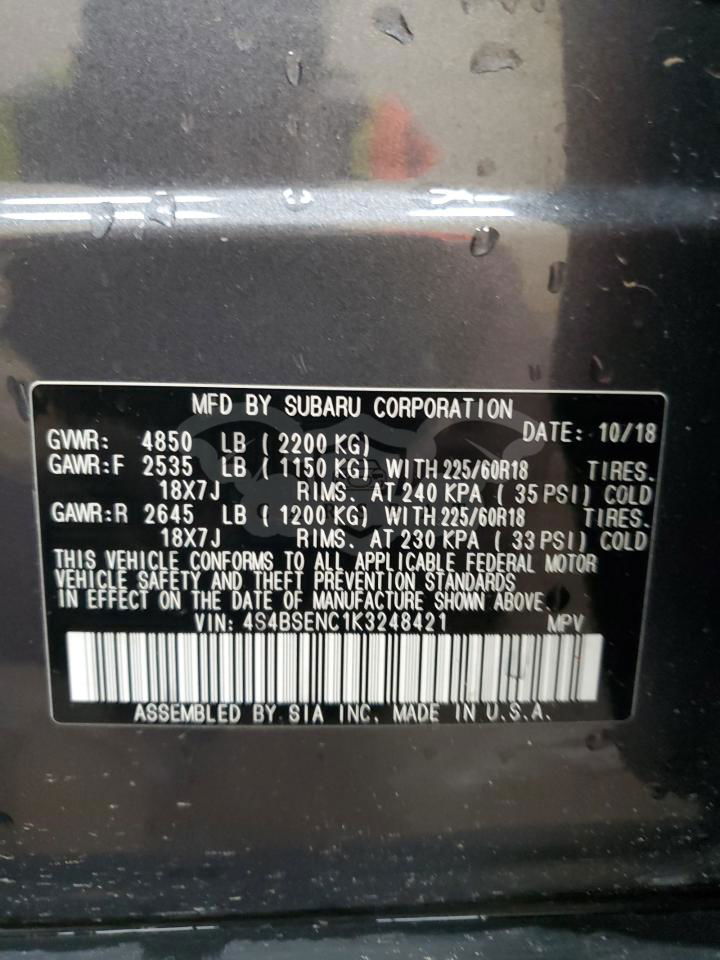 MFD BY SUBARU CORPORATION
DATE: 10/18
GVWR: 4850 LB ( 2200 KG)
GAWR:F 2535 LB ( 1150 KG) WITH 225/60R18 TIRES.
18X7J RIMS. AT 240 KPA ( 35 PSI) COLD
GAWR:R 2645 LB ( 1200 KG) WITH 225/60R18 TIRES.
18X7J RIMS. AT 230 KPA ( 33 PSI) COLD
THIS VEHICLE CONFORMS TO ALL APPLICABLE FEDERAL MOTOR
VEHICLE SAFETY AND THEFT PREVENTION STANDARDS
IN EFFECT ON THE DATE OF MANUFACTURE SHOWN ABOVE.
VIN: 4S4BSENC1K3248421 MPV
ASSEMBLED BY SIA INC. MADE IN U.S.A.